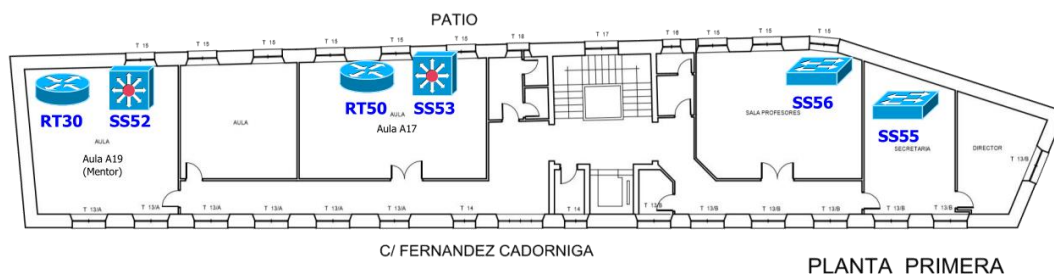 PATIO
T 15 T 15 T 15 T 15 T 15 T 15 T 16 T 17 T 16 T 15 T 15 T 15
RT30 SS52 RT50 SS53 SS56 SS55
AULA
Aula A19
(Mentor)
AULA
AULA
Aula A17
SALA PROFESORES
SECRETARIA
DIRECTOR
T 13/B
T 13/A T 13/A T 13/A T 13/A T 13/A T 14 T 14 T 13/B T 13/B T 13/B T 13/B T 13/B T 13/B
C/ FERNANDEZ CADORNIGA
PLANTA PRIMERA